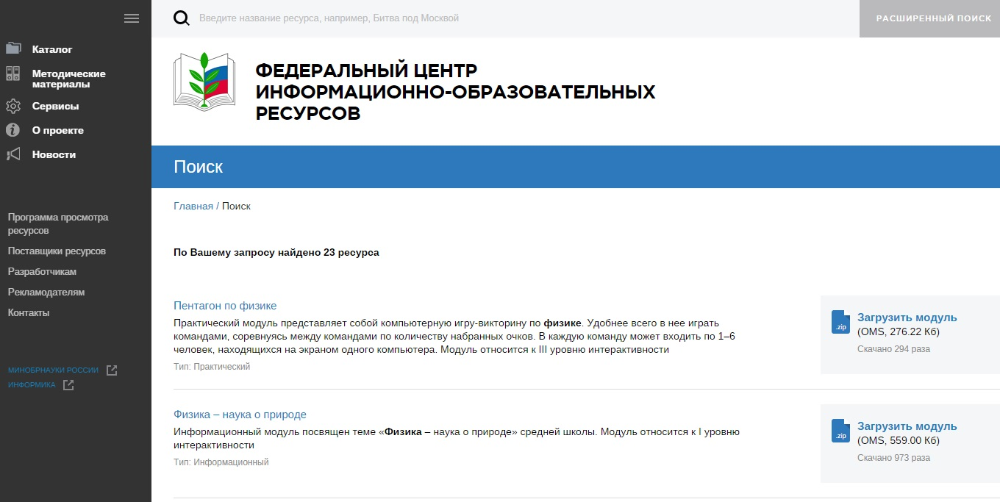 Введите название ресурса, например, Битва под Москвой
РАСШИРЕННЫЙ ПОИСК
Каталог
Методические
материалы
Сервисы
О проекте
Новости
Программа просмотра
ресурсов
Поставщики ресурсов
Разработчикам
Рекламодателям
Контакты
МИНОБРНАУКИ РОССИИ
ИНФОРМИКА
ФЕДЕРАЛЬНЫЙ ЦЕНТР
ИНФОРМАЦИОННО-ОБРАЗОВАТЕЛЬНЫХ
РЕСУРСОВ
Поиск
Главная / Поиск
По Вашему запросу найдено 23 ресурса
Пентагон по физике
Практический модуль представляет собой компьютерную игру-викторину по физике. Удобнее всего в нее играть
командами, соревнуясь между командами по количеству набранных очков. В каждую команду может входить по 1–6
человек, находящихся на экраном одного компьютера. Модуль относится к III уровню интерактивности
Тип: Практический
.zip
Загрузить модуль
(OMS, 276.22 Кб)
Скачано 294 раза
Физика – наука о природе
Информационный модуль посвящен теме «Физика – наука о природе» средней школы. Модуль относится к I уровню
интерактивности
Тип: Информационный
.zip
Загрузить модуль
(OMS, 559.00 Кб)
Скачано 973 раза